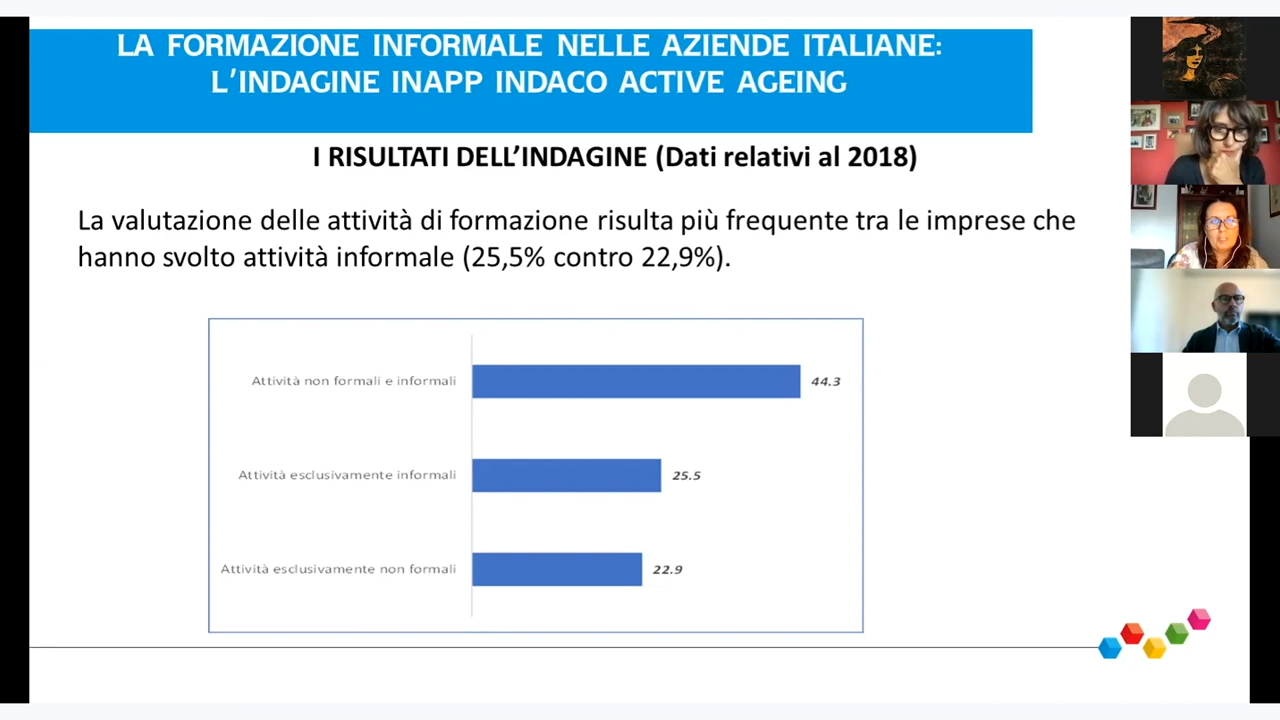 LA FORMAZIONE INFORMALE NELLE AZIENDE ITALIANE:
L’INDAGINE INAPP INDACO ACTIVE AGEING
I RISULTATI DELL’INDAGINE (Dati relativi al 2018)
La valutazione delle attività di formazione risulta più frequente tra le imprese che
hanno svolto attività informale (25,5% contro 22,9%).
Attività non formali e informali 44.3
Attività esclusivamente informali 25.5
Attività esclusivamente non formali 22.9